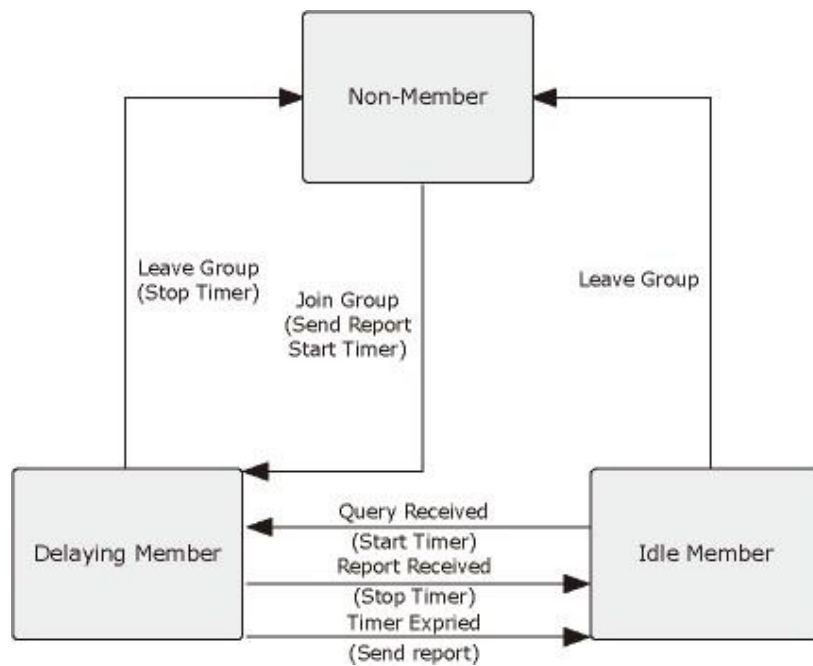 Non-Member
Leave Group
(Stop Timer)
Join Group
(Send Report
Start Timer)
Leave Group
Delaying Member
Query Received
(Start Timer)
Report Received
(Stop Timer)
Timer Expried
(Send report)
Idle Member